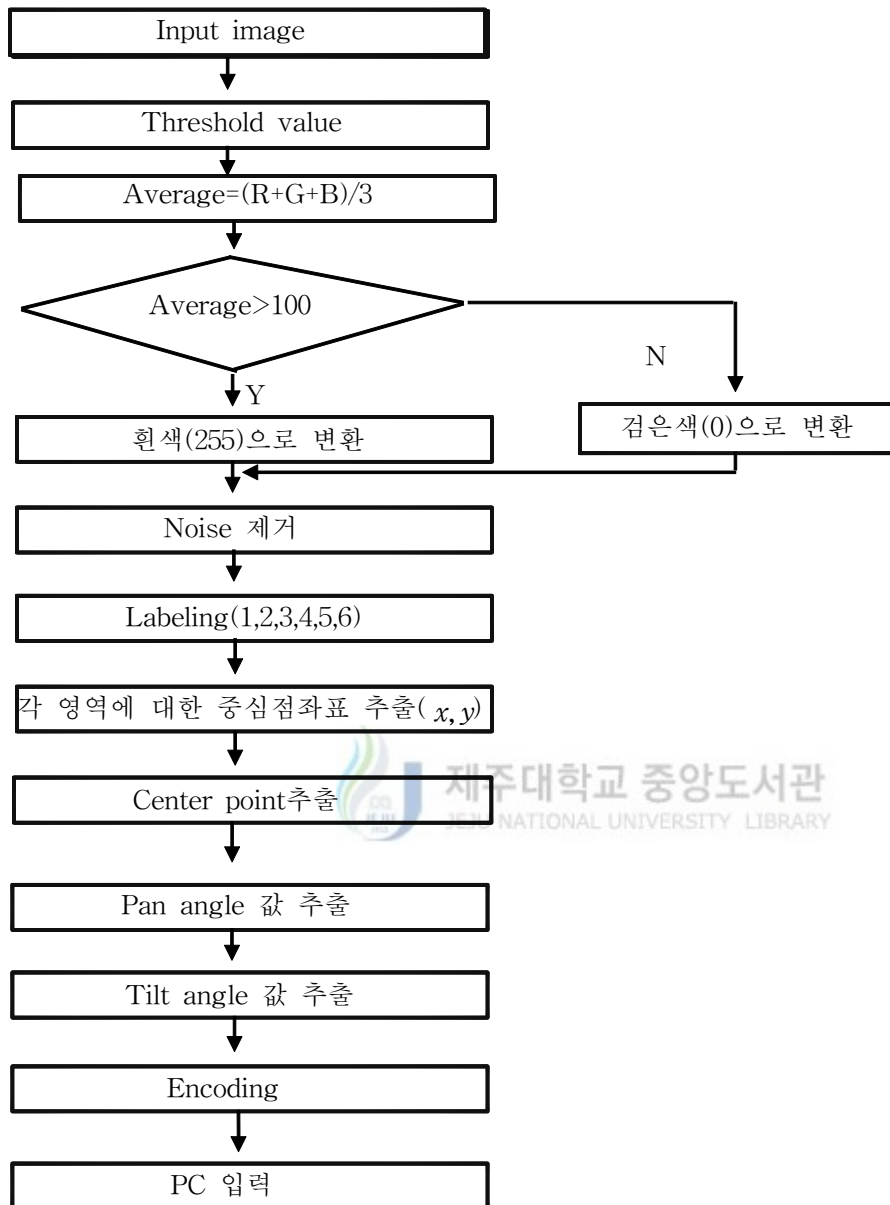 Input image
Threshold value
Average=(R+G+B)/3
Average>100
N
Y
흰색(255)으로 변환
검은색(0)으로 변환
Noise 제거
Labeling(1,2,3,4,5,6)
각 영역에 대한 중심점좌표 추출( x, y)
Center point추출
제주대학교 중앙도서관
JEJU NATIONAL UNIVERSITY LIBRARY
Pan angle 값 추출
Tilt angle 값 추출
Encoding
PC 입력